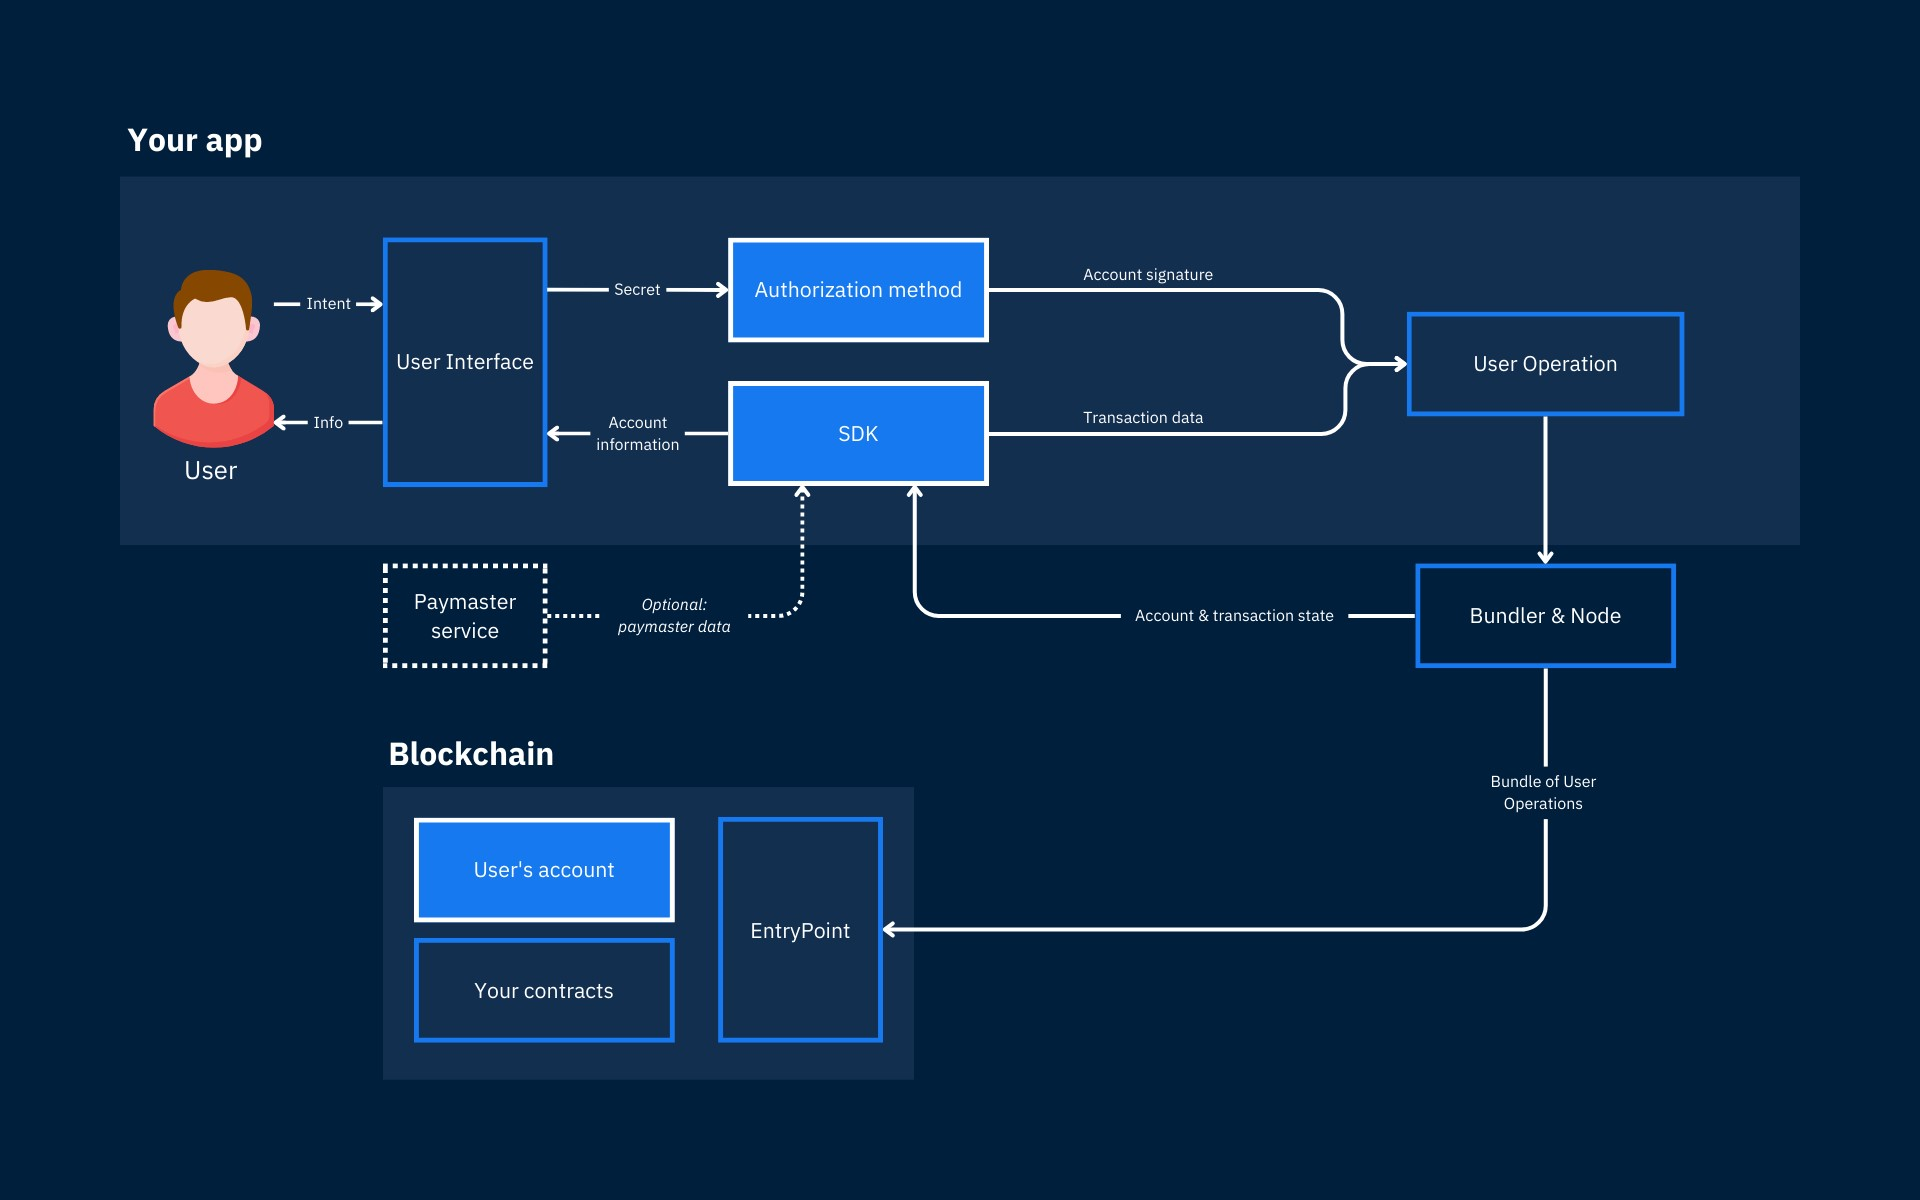 Your app
Intent
Info
User
User Interface
Secret
Account
information
Authorization method
SDK
Account signature
Transaction data
User Operation
Paymaster
service
Optional:
paymaster data
Account & transaction state
Bundler & Node
Bundle of User
Operations
Blockchain
User's account
Your contracts
EntryPoint